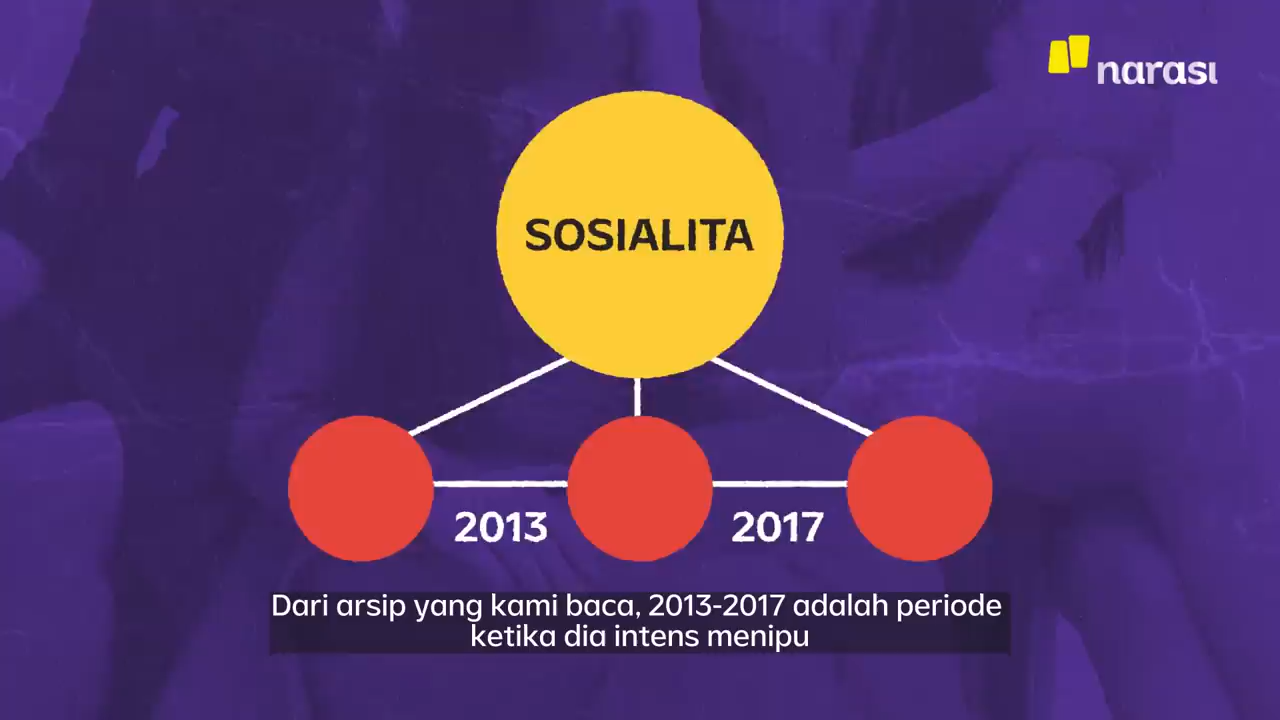 narasi
SOSIALITA
2013
2017
Dari arsip yang kami baca, 2013-2017 adalah periode
ketika dia intens menipu